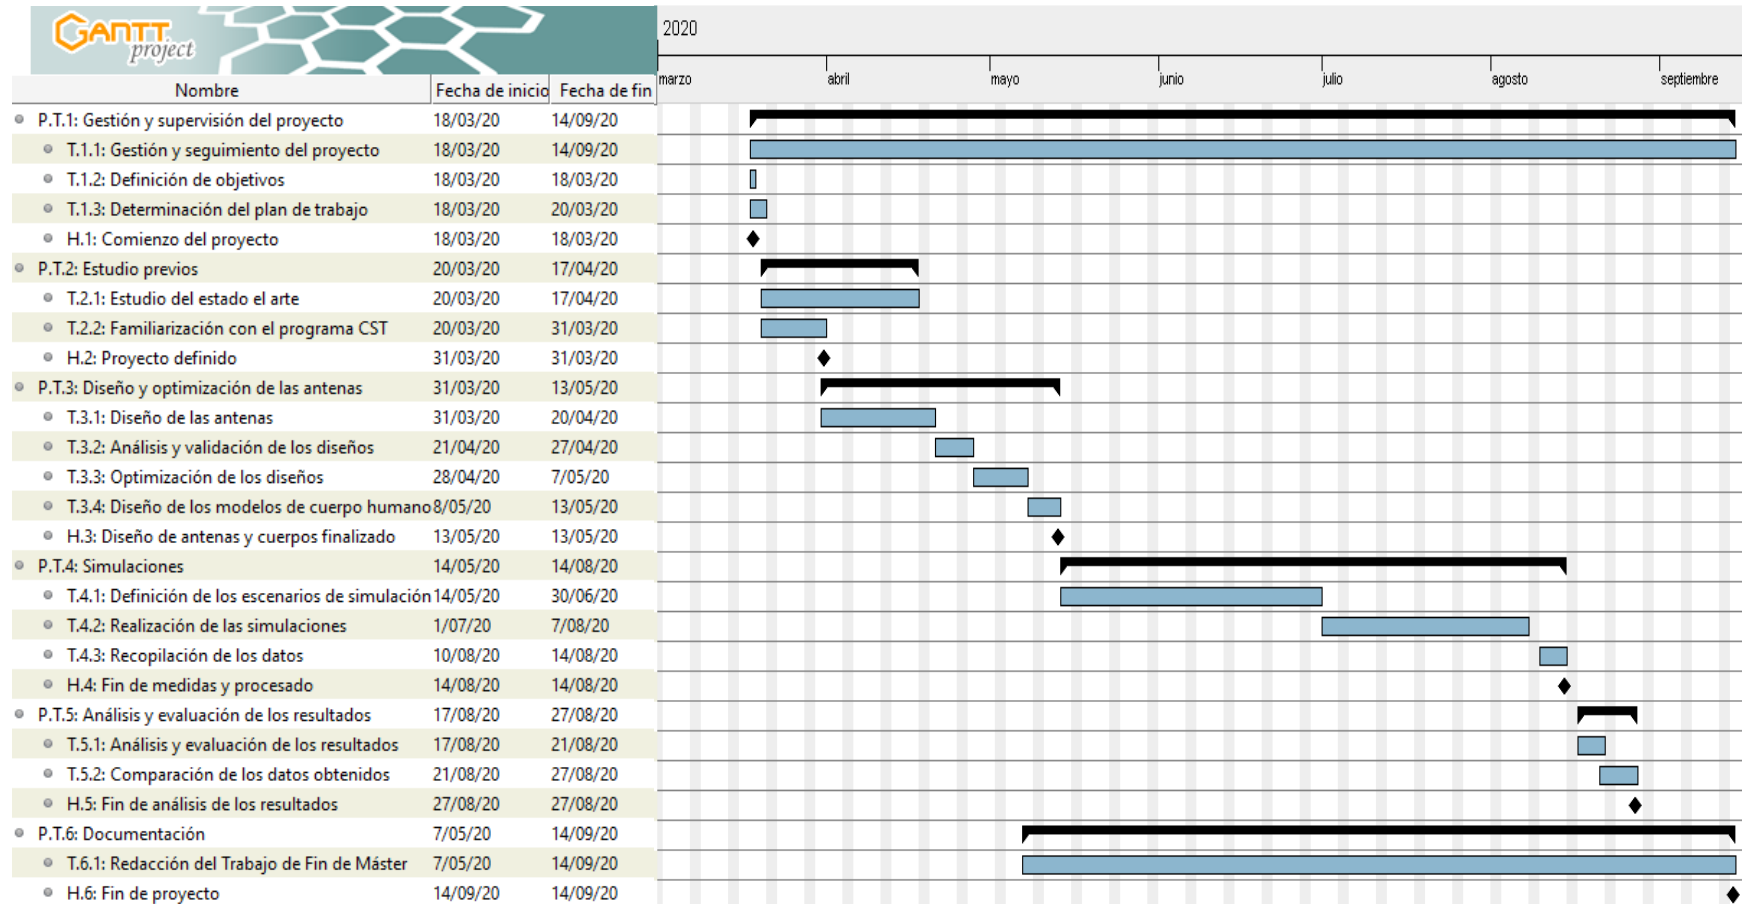 GANTT
project
2020
marzo abril mayo junio julio agosto septiembre
Nombre Fecha de inicio Fecha de fin
P.T.1: Gestión y supervisión del proyecto 18/03/20 14/09/20
T.1.1: Gestión y seguimiento del proyecto 18/03/20 14/09/20
T.1.2: Definición de objetivos 18/03/20 18/03/20
T.1.3: Determinación del plan de trabajo 18/03/20 20/03/20
H.1: Comienzo del proyecto 18/03/20 18/03/20
P.T.2: Estudio previos 20/03/20 17/04/20
T.2.1: Estudio del estado el arte 20/03/20 17/04/20
T.2.2: Familiarización con el programa CST 20/03/20 31/03/20
H.2: Proyecto definido 31/03/20 31/03/20
P.T.3: Diseño y optimización de las antenas 31/03/20 13/05/20
T.3.1: Diseño de las antenas 31/03/20 20/04/20
T.3.2: Análisis y validación de los diseños 21/04/20 27/04/20
T.3.3: Optimización de los diseños 28/04/20 7/05/20
T.3.4: Diseño de los modelos de cuerpo humano 8/05/20 13/05/20
H.3: Diseño de antenas y cuerpos finalizado 13/05/20 13/05/20
P.T.4: Simulaciones 14/05/20 14/08/20
T.4.1: Definición de los escenarios de simulación 14/05/20 30/06/20
T.4.2: Realización de las simulaciones 1/07/20 7/08/20
T.4.3: Recopilación de los datos 10/08/20 14/08/20
H.4: Fin de medidas y procesado 14/08/20 14/08/20
P.T.5: Análisis y evaluación de los resultados 17/08/20 27/08/20
T.5.1: Análisis y evaluación de los resultados 17/08/20 21/08/20
T.5.2: Comparación de los datos obtenidos 21/08/20 27/08/20
H.5: Fin de análisis de los resultados 27/08/20 27/08/20
P.T.6: Documentación 7/05/20 14/09/20
T.6.1: Redacción del Trabajo de Fin de Máster 7/05/20 14/09/20
H.6: Fin de proyecto 14/09/20 14/09/20